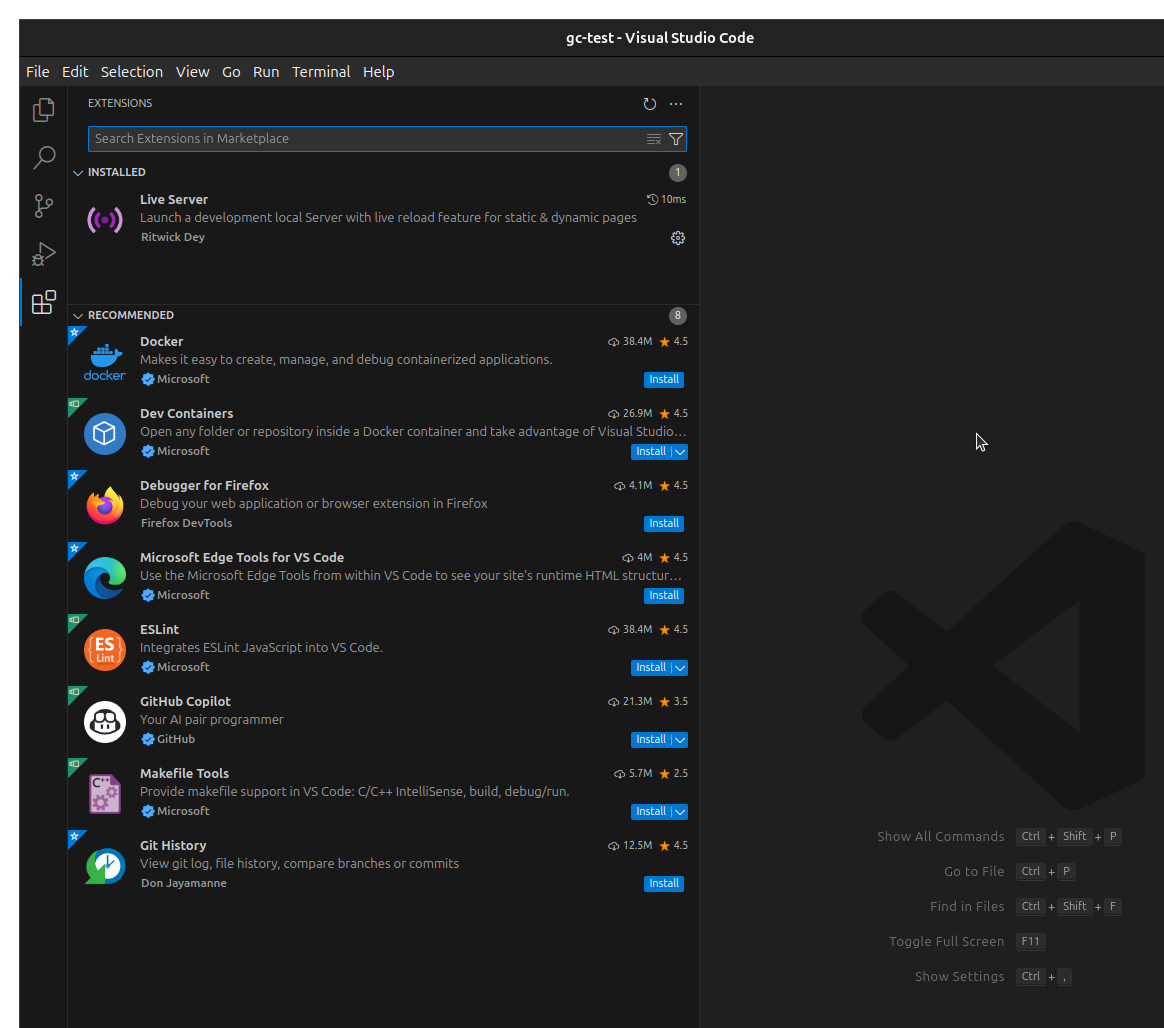 gc-test - Visual Studio Code
File Edit Selection View Go Run Terminal Help
EXTENSIONS
Search Extensions in Marketplace
INSTALLED 1
Live Server 10ms
Launch a development local Server with live reload feature for static & dynamic pages
Ritwick Dey
RECOMMENDED 8
Docker 38.4M 4.5
Makes it easy to create, manage, and debug containerized applications.
docker
Microsoft Install
Dev Containers 26.9M 4.5
Open any folder or repository inside a Docker container and take advantage of Visual Studio…
Microsoft Install
Debugger for Firefox 4.1M 4.5
Debug your web application or browser extension in Firefox
Firefox DevTools Install
Microsoft Edge Tools for VS Code 4M 4.5
Use the Microsoft Edge Tools from within VS Code to see your site's runtime HTML structur…
Microsoft Install
ESLint 38.4M 4.5
{ES
Lint}
Integrates ESLint JavaScript into VS Code.
Microsoft Install
GitHub Copilot 21.3M 3.5
Your AI pair programmer
GitHub Install
Makefile Tools 5.7M 2.5
C++
Provide makefile support in VS Code: C/C++ IntelliSense, build, debug/run.
Microsoft Install
Git History 12.5M 4.5
View git log, file history, compare branches or commits
Don Jayamanne Install
Show All Commands Ctrl + Shift + P
Go to File Ctrl + P
Find in Files Ctrl + Shift + F
Toggle Full Screen F11
Show Settings Ctrl + ,